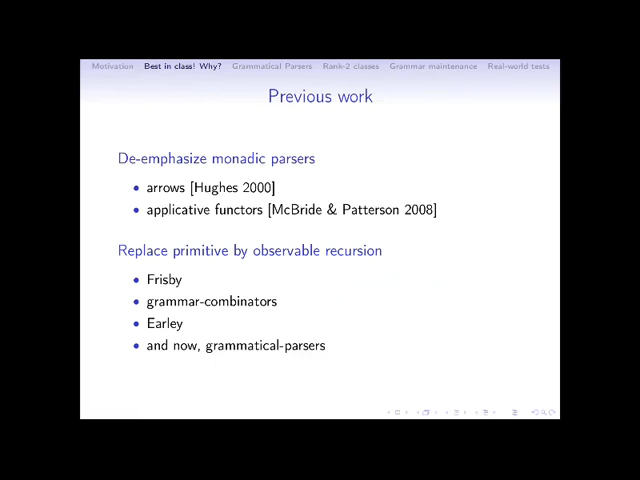 Motivation Best in class! Why? Grammatical Parsers Rank-2 classes Grammar maintenance Real-world tests
Previous work
De-emphasize monadic parsers
• arrows [Hughes 2000]
• applicative functors [McBride & Patterson 2008]
Replace primitive by observable recursion
• Frisby
• grammar-combinators
• Earley
• and now, grammatical-parsers